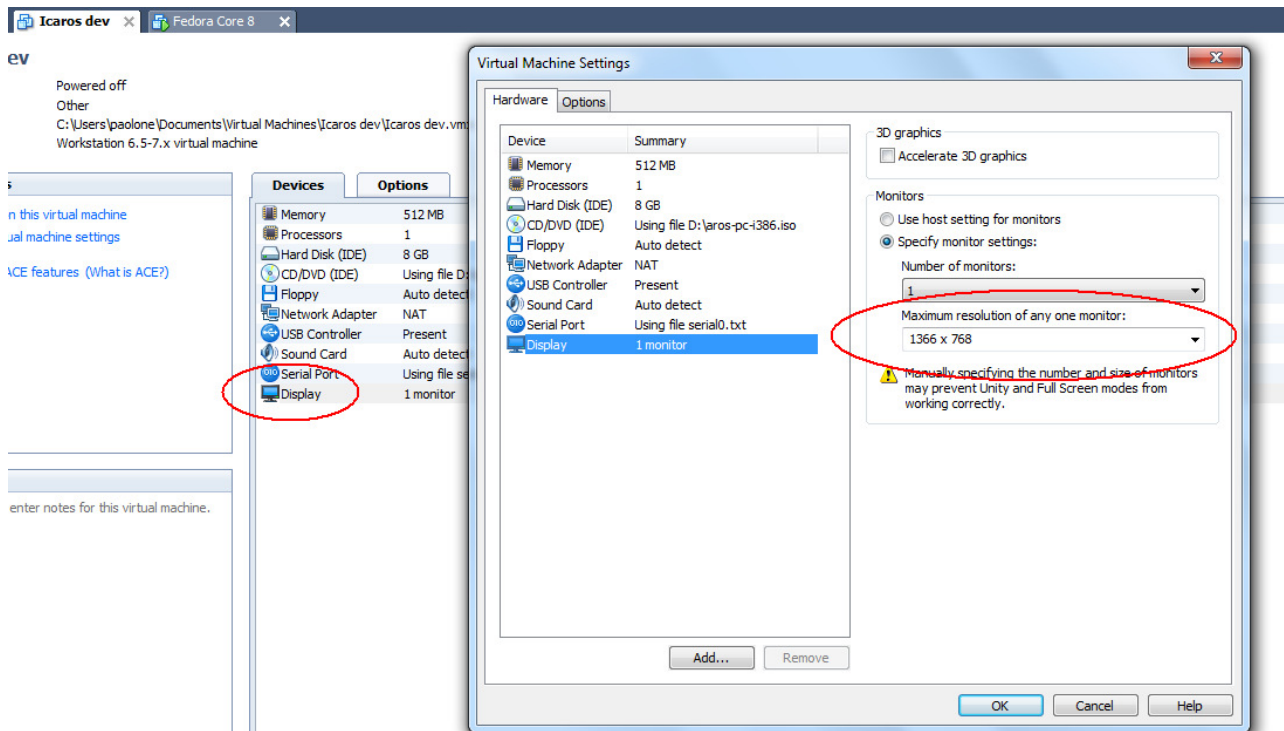 Icaros dev
Fedora Core 8
ev
Powered off
Other
C:\Users\paolone\Documents\Virtual Machines\Icaros dev\Icaros dev.vm
Workstation 6.5-7.x virtual machine
s
n this virtual machine
ual machine settings
ACE features (What is ACE?)
enter notes for this virtual machine.
Devices
Options
Memory 512 MB
Processors 1
Hard Disk (IDE) 8 GB
CD/DVD (IDE) Using file D:
Floppy Auto detect
Network Adapter NAT
USB Controller Present
Sound Card Auto detect
Serial Port Using file se
Display 1 monitor
Virtual Machine Settings
Hardware
Options
Device Summary
Memory 512 MB
Processors 1
Hard Disk (IDE) 8 GB
CD/DVD (IDE) Using file D:\aros-pc-i386.iso
Floppy Auto detect
Network Adapter NAT
USB Controller Present
Sound Card Auto detect
Serial Port Using file serial0.txt
Display 1 monitor
Add...
Remove
3D graphics
Accelerate 3D graphics
Monitors
Use host setting for monitors
Specify monitor settings:
Number of monitors:
1
Maximum resolution of any one monitor:
1366 x 768
Manually specifying the number and size of monitors
may prevent Unity and Full Screen modes from
working correctly.
OK
Cancel
Help